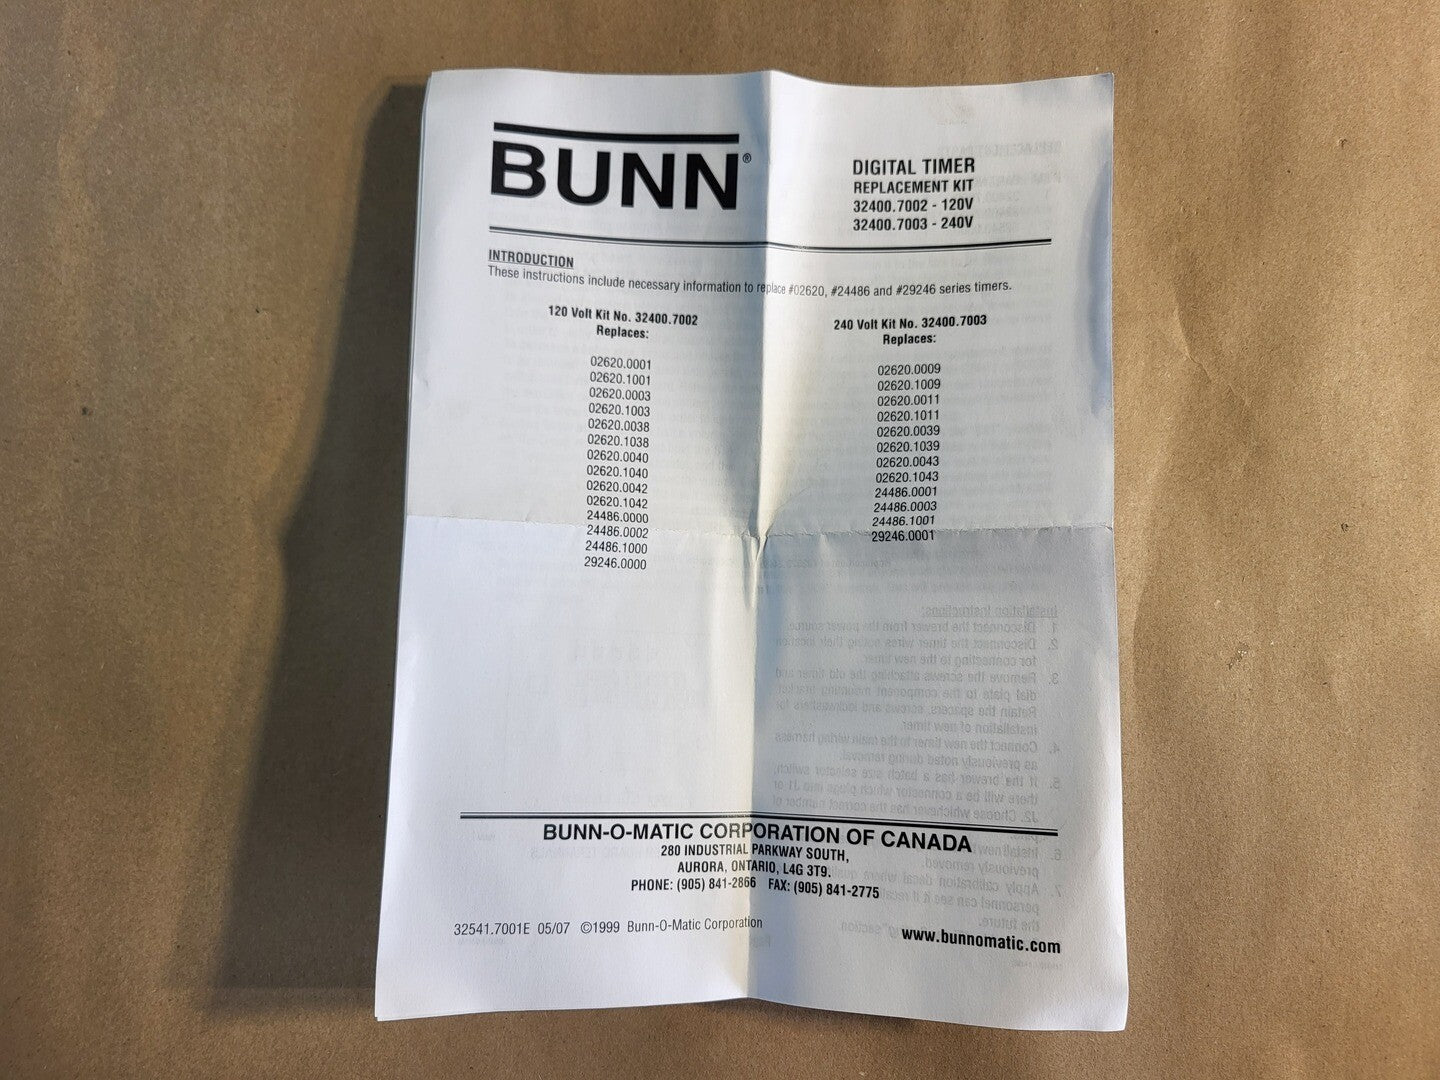 BUNN®
DIGITAL TIMER
REPLACEMENT KIT
32400.7002 - 120V
32400.7003 - 240V
INTRODUCTION
These instructions include necessary information to replace #02620, #24486 and #29246 series timers.
120 Volt Kit No. 32400.7002
Replaces:
02620.0001
02620.1001
02620.0003
02620.1003
02620.0038
02620.1038
02620.0040
02620.1040
02620.0042
02620.1042
24486.0000
24486.0002
24486.1000
29246.0000
240 Volt Kit No. 32400.7003
Replaces:
02620.0009
02620.1009
02620.0011
02620.1011
02620.0039
02620.1039
02620.0043
02620.1043
24486.0001
24486.0003
24486.1001
29246.0001
BUNN-O-MATIC CORPORATION OF CANADA
280 INDUSTRIAL PARKWAY SOUTH,
AURORA, ONTARIO, L4G 3T9.
PHONE: (905) 841-2866 FAX: (905) 841-2775
32541.7001E 05/07 ©1999 Bunn-O-Matic Corporation
www.bunnomatic.com